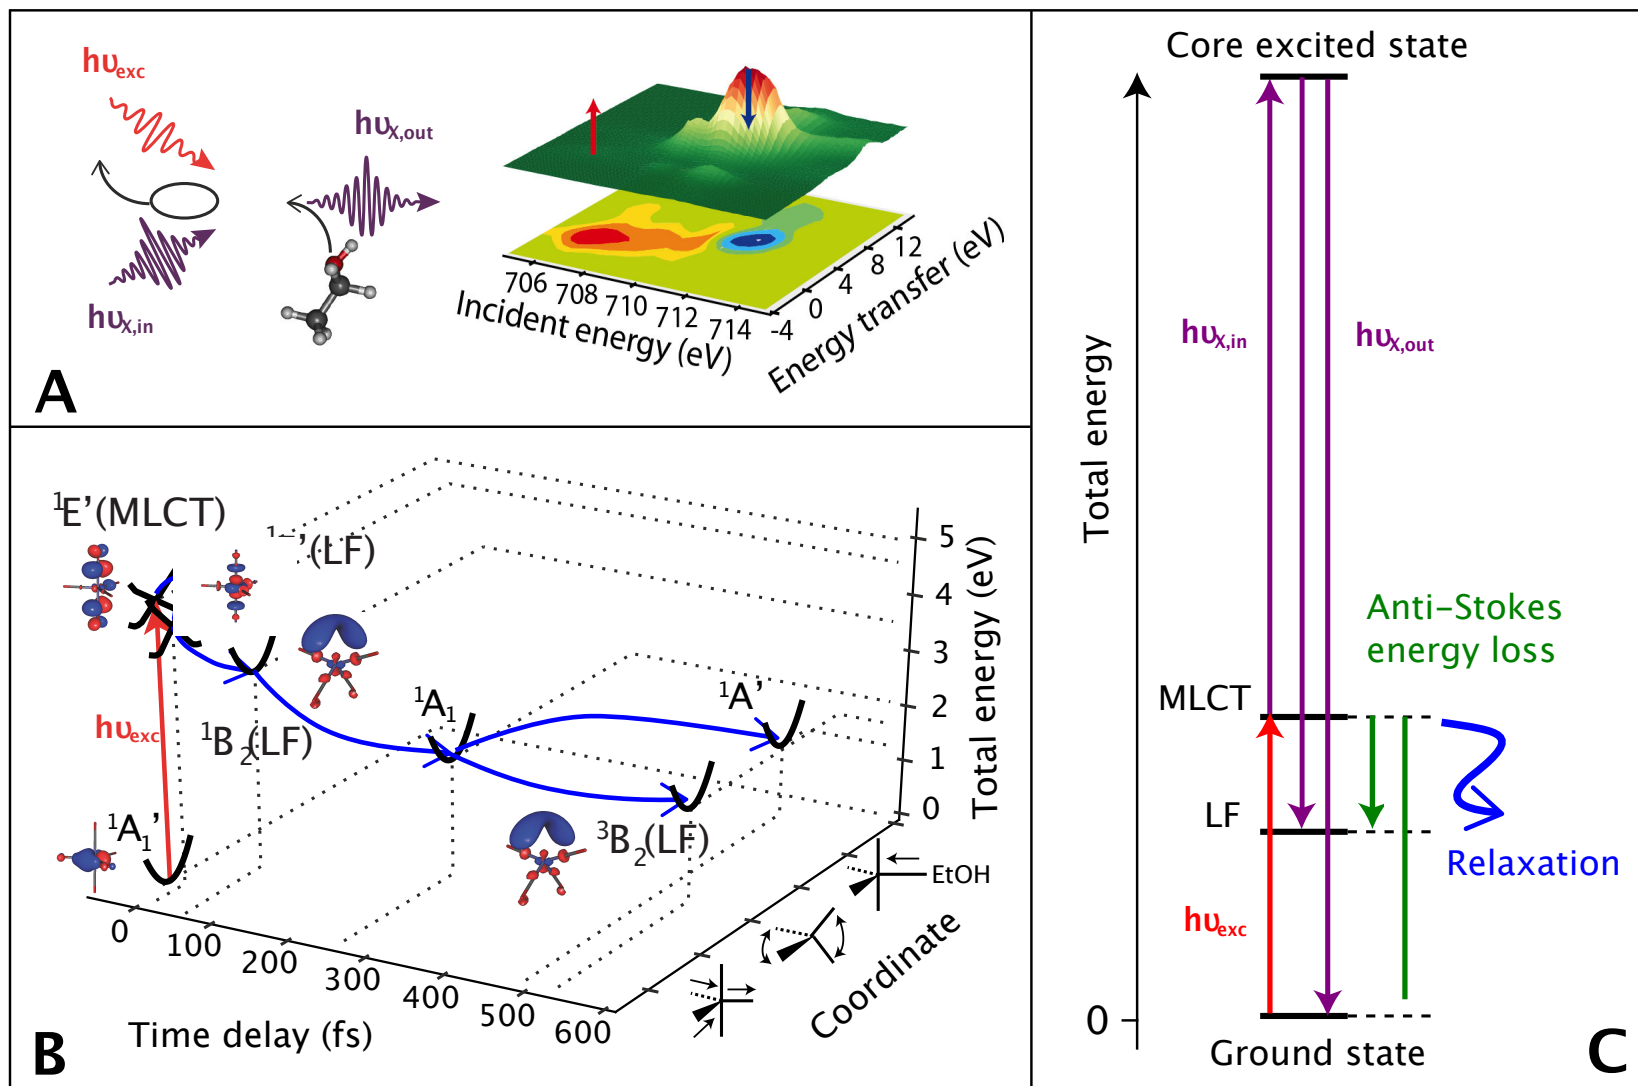 hυexc
hυX,out
hυX,in
706
708
710
712
714
Incident energy (eV)
-4
0
4
8
12
Energy transfer (eV)
A
¹E'(MLCT)
'(LF)
¹B₂(LF)
hυexc
¹A₁'
¹A₁
¹A'
³B₂(LF)
5
4
3
2
1
0
Total energy (eV)
0
100
200
300
400
500
600
Time delay (fs)
Coordinate
EtOH
B
Core excited state
Total energy
hυX,in
hυX,out
Anti-Stokes
energy loss
MLCT
LF
Relaxation
hυexc
0
Ground state
C